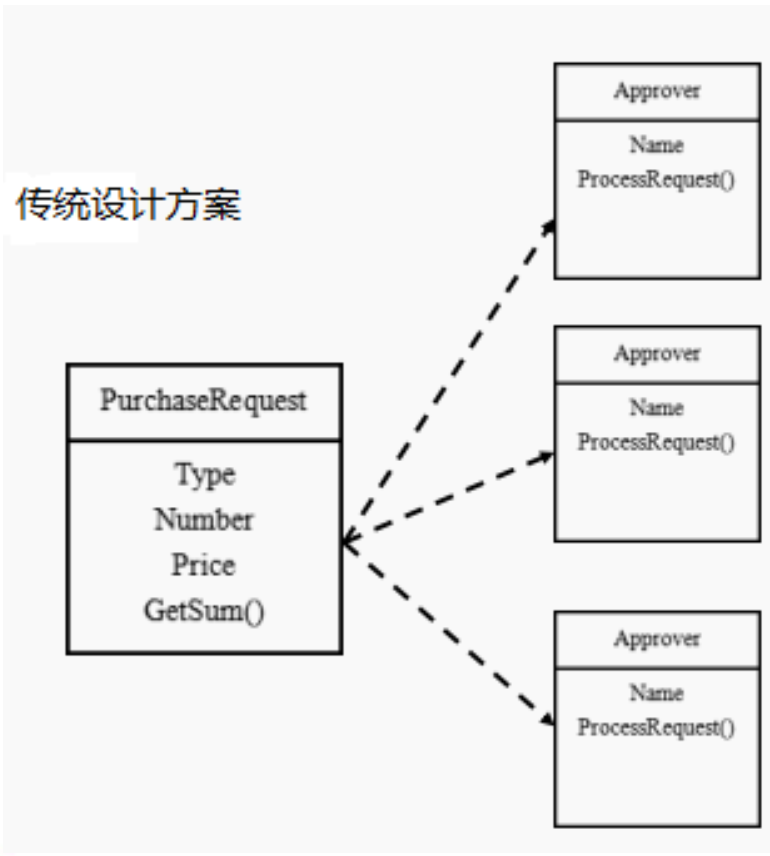 传统设计方案
PurchaseRequest
Type
Number
Price
GetSum()
Approver
Name
ProcessRequest()
Approver
Name
ProcessRequest()
Approver
Name
ProcessRequest()